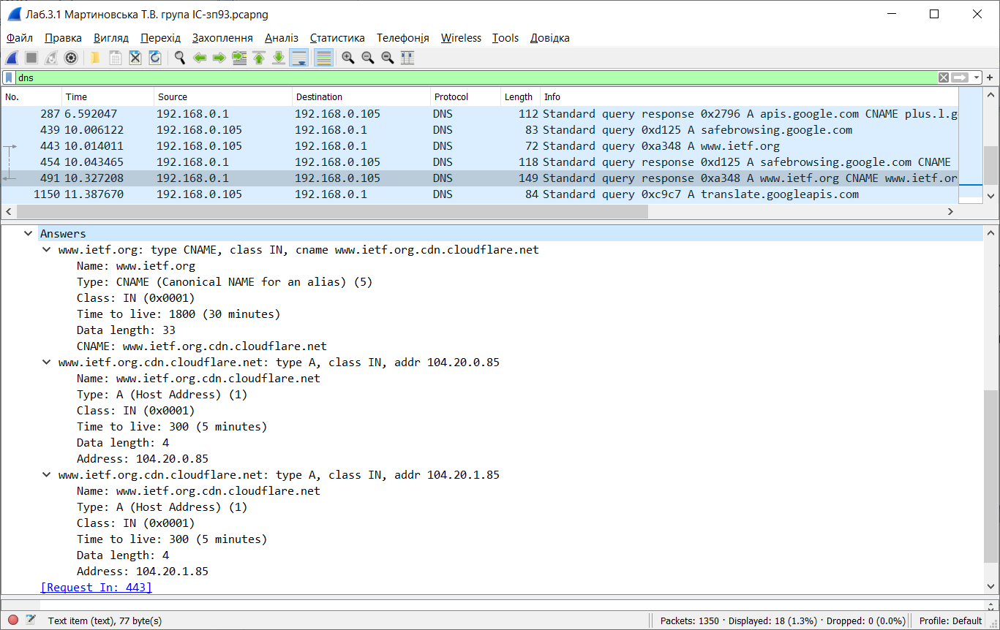 Лаб.3.1 Мартиновська Т.В. група ІС-зп93.pcapng
Файл Правка Вигляд Перехід Захоплення Аналіз Статистика Телефонія Wireless Tools Довідка
dns
No. Time Source Destination Protocol Length Info
287 6.592047 192.168.0.1 192.168.0.105 DNS 112 Standard query response 0x2796 A apis.google.com CNAME plus.l.g
439 10.006122 192.168.0.105 192.168.0.1 DNS 83 Standard query 0xd125 A safebrowsing.google.com
443 10.014011 192.168.0.105 192.168.0.1 DNS 72 Standard query 0xa348 A www.ietf.org
454 10.043465 192.168.0.1 192.168.0.105 DNS 118 Standard query response 0xd125 A safebrowsing.google.com CNAME
491 10.327208 192.168.0.1 192.168.0.105 DNS 149 Standard query response 0xa348 A www.ietf.org CNAME www.ietf.or
1150 11.387670 192.168.0.105 192.168.0.1 DNS 84 Standard query 0xc9c7 A translate.googleapis.com
Answers
www.ietf.org: type CNAME, class IN, cname www.ietf.org.cdn.cloudflare.net
Name: www.ietf.org
Type: CNAME (Canonical NAME for an alias) (5)
Class: IN (0x0001)
Time to live: 1800 (30 minutes)
Data length: 33
CNAME: www.ietf.org.cdn.cloudflare.net
www.ietf.org.cdn.cloudflare.net: type A, class IN, addr 104.20.0.85
Name: www.ietf.org.cdn.cloudflare.net
Type: A (Host Address) (1)
Class: IN (0x0001)
Time to live: 300 (5 minutes)
Data length: 4
Address: 104.20.0.85
www.ietf.org.cdn.cloudflare.net: type A, class IN, addr 104.20.1.85
Name: www.ietf.org.cdn.cloudflare.net
Type: A (Host Address) (1)
Class: IN (0x0001)
Time to live: 300 (5 minutes)
Data length: 4
Address: 104.20.1.85
[Request In: 443]
Text item (text), 77 byte(s) Packets: 1350 · Displayed: 18 (1.3%) · Dropped: 0 (0.0%) Profile: Default